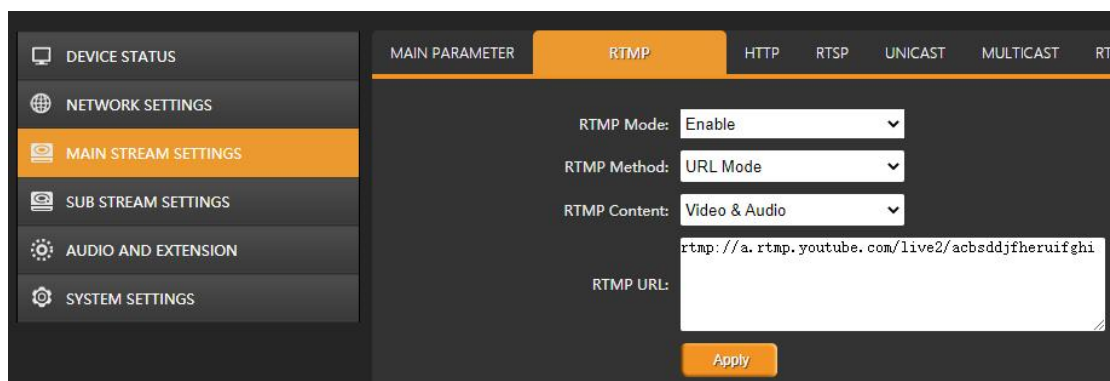 DEVICE STATUS
NETWORK SETTINGS
MAIN STREAM SETTINGS
SUB STREAM SETTINGS
AUDIO AND EXTENSION
SYSTEM SETTINGS
MAIN PARAMETER RTMP HTTP RTSP UNICAST MULTICAST RT
RTMP Mode: Enable
RTMP Method: URL Mode
RTMP Content: Video & Audio
RTMP URL: rtmp://a.rtmp.youtube.com/live2/acbsddjfheruifghi
Apply